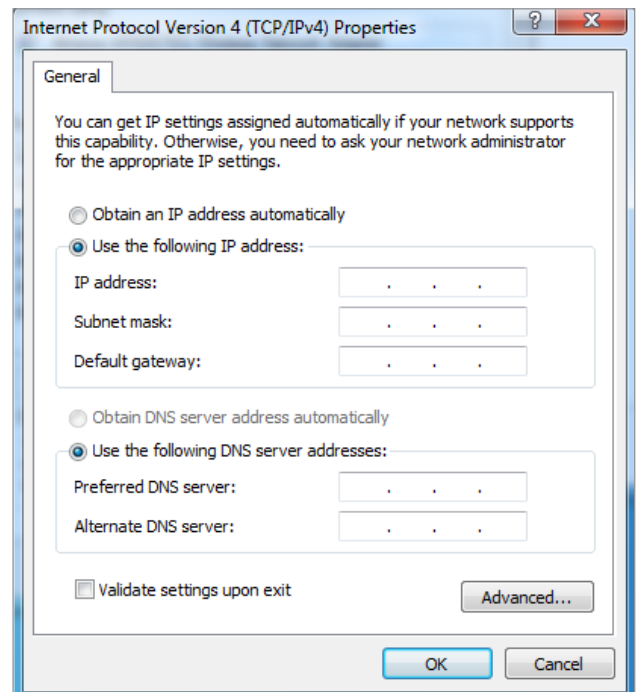 Internet Protocol Version 4 (TCP/IPv4) Properties
General
You can get IP settings assigned automatically if your network supports
this capability. Otherwise, you need to ask your network administrator
for the appropriate IP settings.
Obtain an IP address automatically
Use the following IP address:
IP address: . . .
Subnet mask: . . .
Default gateway: . . .
Obtain DNS server address automatically
Use the following DNS server addresses:
Preferred DNS server: . . .
Alternate DNS server: . . .
Validate settings upon exit
Advanced...
OK Cancel